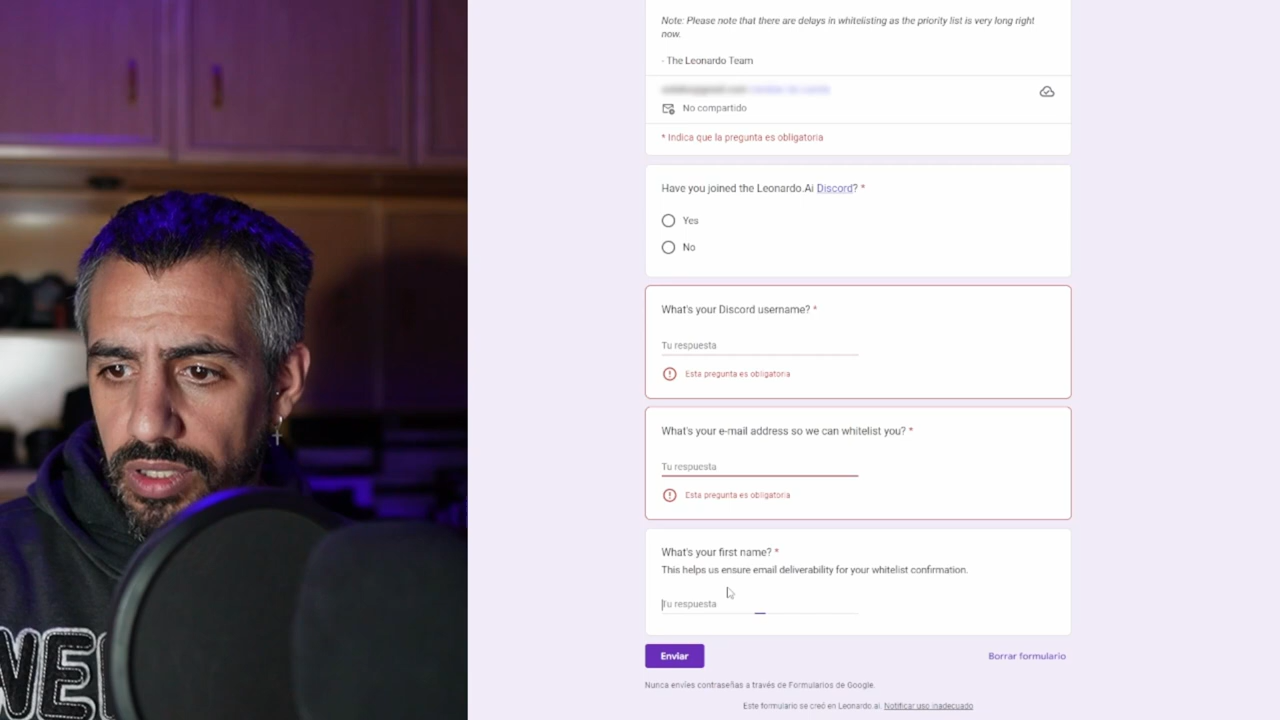 Note: Please note that there are delays in whitelisting as the priority list is very long right
now.
- The Leonardo Team
No compartido
* Indica que la pregunta es obligatoria
Have you joined the Leonardo.Ai Discord? *
Yes
No
What's your Discord username? *
Tu respuesta
Esta pregunta es obligatoria
What's your e-mail address so we can whitelist you? *
Tu respuesta
Esta pregunta es obligatoria
What's your first name? *
This helps us ensure email deliverability for your whitelist confirmation.
Tu respuesta
Enviar
Borrar formulario
Nunca envíes contraseñas a través de Formularios de Google.
Este formulario se creó en Leonardo.ai. Notificar uso inadecuado